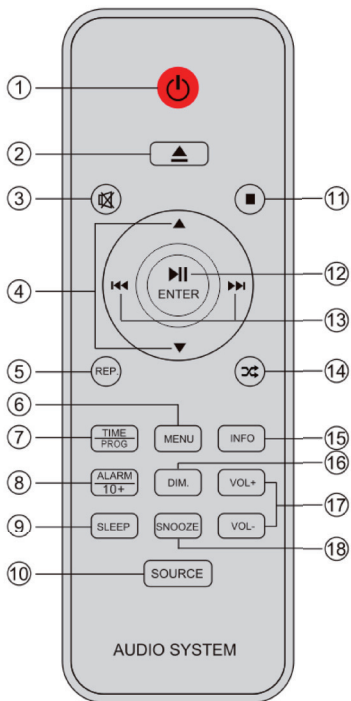 ①
②
③
⑪
⑫
ENTER
④
⑬
⑤ REP.
⑭
⑥
⑦ TIME PROG MENU INFO ⑮
⑯
⑧ ALARM 10+ DIM. VOL+
⑰
⑨ SLEEP SNOOZE VOL-
⑱
⑩ SOURCE
AUDIO SYSTEM